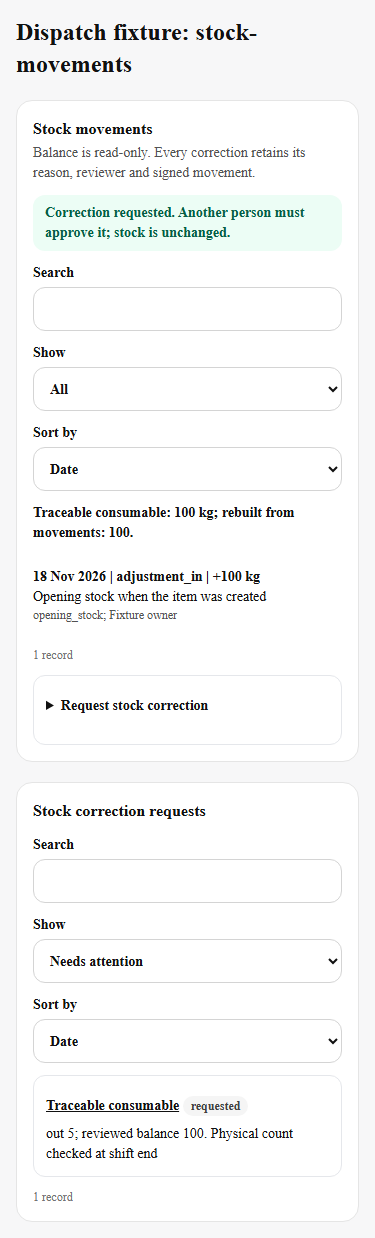 Dispatch fixture: stock-
movements
Stock movements
Balance is read-only. Every correction retains its
reason, reviewer and signed movement.
Correction requested. Another person must
approve it; stock is unchanged.
Search
Show
All
Sort by
Date
Traceable consumable: 100 kg; rebuilt from
movements: 100.
18 Nov 2026 | adjustment_in | +100 kg
Opening stock when the item was created
opening_stock; Fixture owner
1 record
▶ Request stock correction
Stock correction requests
Search
Show
Needs attention
Sort by
Date
Traceable consumable requested
out 5; reviewed balance 100. Physical count
checked at shift end
1 record